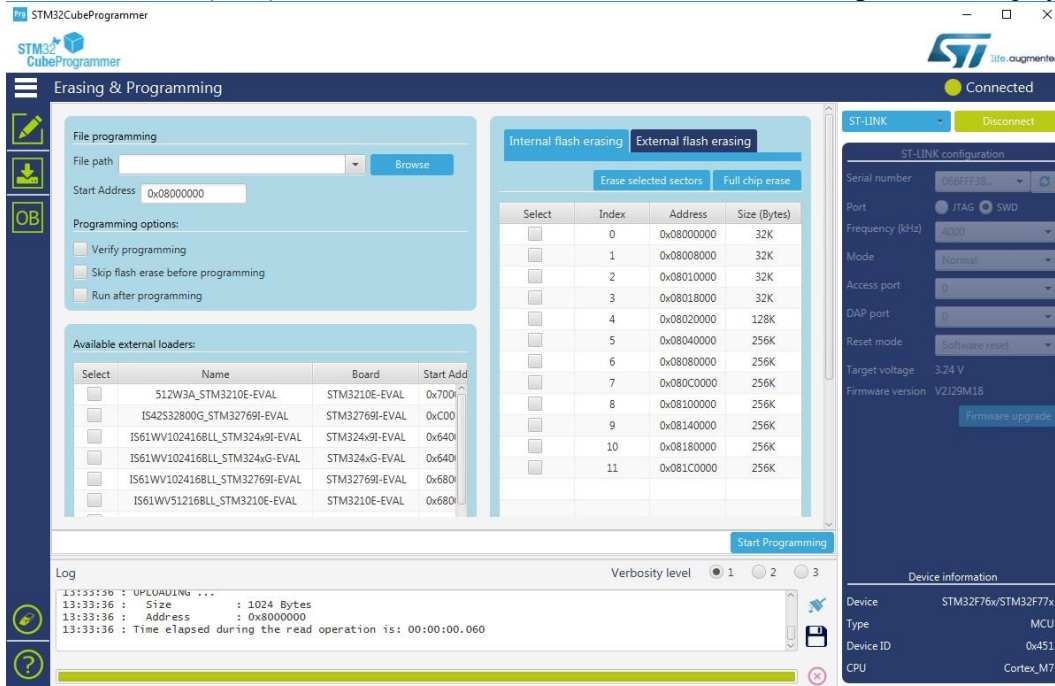 Prg STM32CubeProgrammer
STM32
CubeProgrammer
life.augmented
Erasing & Programming
Connected
File programming
File path
Browse
Start Address 0x08000000
Programming options:
Verify programming
Skip flash erase before programming
Run after programming
Available external loaders:
Select Name Board Start Add
512W3A_STM3210E-EVAL STM3210E-EVAL 0x700
IS42S32800G_STM32769I-EVAL STM32769I-EVAL 0xC00
IS61WV102416BLL_STM324x9I-EVAL STM324x9I-EVAL 0x640
IS61WV102416BLL_STM324xG-EVAL STM324xG-EVAL 0x640
IS61WV102416BLL_STM32769I-EVAL STM32769I-EVAL 0x680
IS61WV51216BLL_STM3210E-EVAL STM3210E-EVAL 0x680
Internal flash erasing External flash erasing
Erase selected sectors Full chip erase
Select Index Address Size (Bytes)
0 0x08000000 32K
1 0x08008000 32K
2 0x08010000 32K
3 0x08018000 32K
4 0x08020000 128K
5 0x08040000 256K
6 0x08080000 256K
7 0x080C0000 256K
8 0x08100000 256K
9 0x08140000 256K
10 0x08180000 256K
11 0x081C0000 256K
Start Programming
ST-LINK Disconnect
ST-LINK configuration
Serial number 066FFF38...
Port JTAG SWD
Frequency (kHz) 4000
Mode Normal
Access port 0
DAP port 0
Reset mode Software reset
Target voltage 3.24 V
Firmware version V2J29M18
Firmware upgrade
OB
Log
Verbosity level 1 2 3
13:33:36 : UPLOADING ...
13:33:36 : Size : 1024 Bytes
13:33:36 : Address : 0x8000000
13:33:36 : Time elapsed during the read operation is: 00:00:00.060
Device information
Device STM32F76x/STM32F77x
Type MCU
Device ID 0x451
CPU Cortex_M7